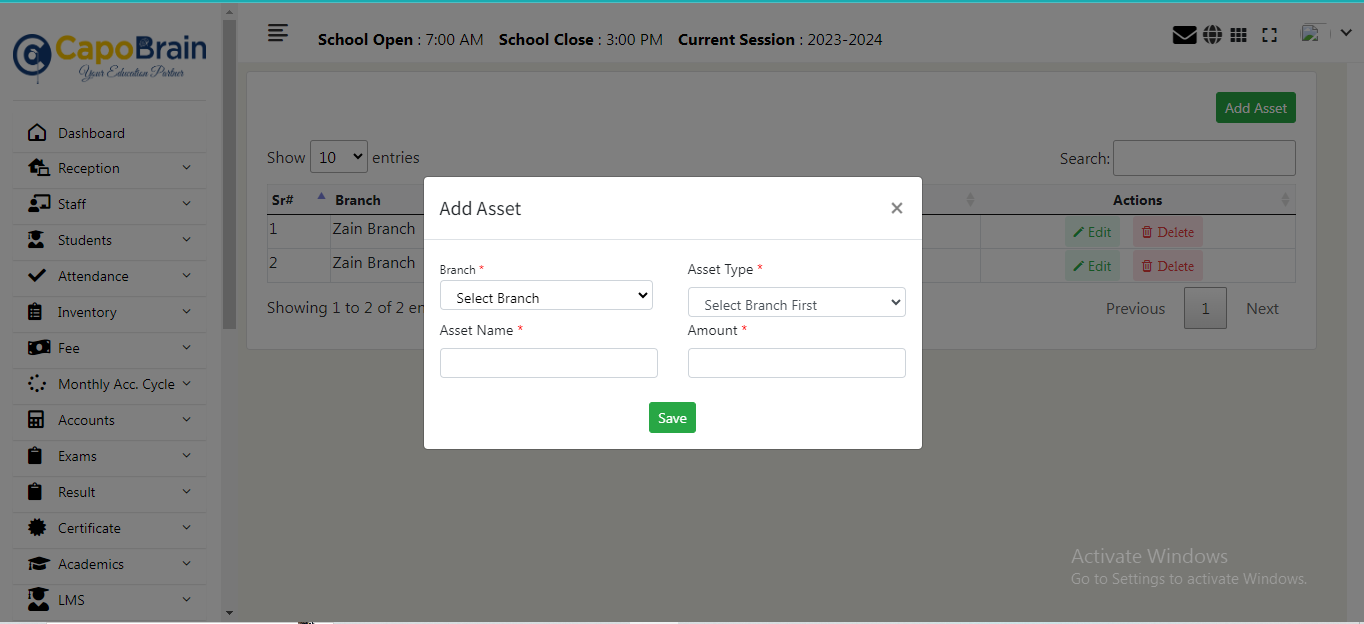 CapoBrain
Your Education Partner
School Open : 7:00 AM School Close : 3:00 PM Current Session : 2023-2024
Dashboard
Reception
Staff
Students
Attendance
Inventory
Fee
Monthly Acc. Cycle
Accounts
Exams
Result
Certificate
Academics
LMS
Add Asset
Show 10 entries
Search:
Sr# Branch Actions
1 Zain Branch Edit Delete
2 Zain Branch Edit Delete
Showing 1 to 2 of 2 en
Previous 1 Next
Add Asset ×
Branch * Asset Type *
Select Branch Select Branch First
Asset Name * Amount *
Save
Activate Windows
Go to Settings to activate Windows.